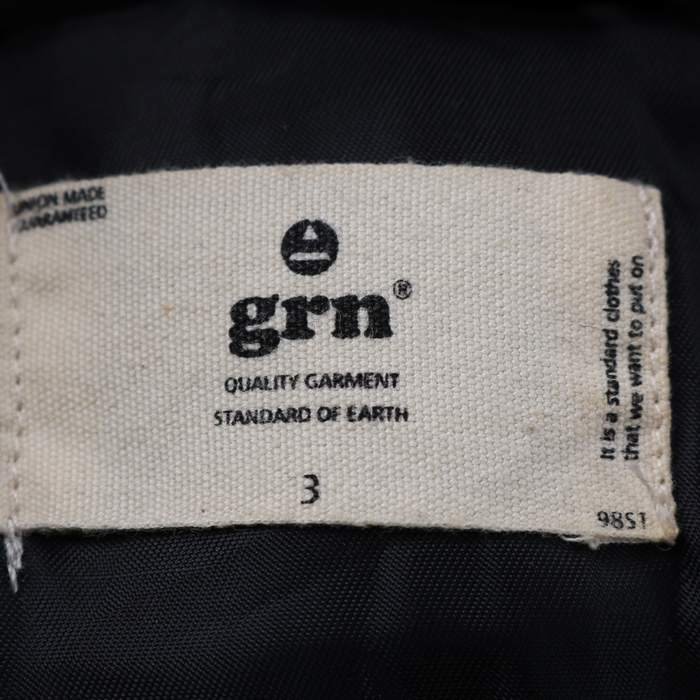 UNION MADE
GUARANTEED
grn®
QUALITY GARMENT
STANDARD OF EARTH
3
It is a standard clothes
that we want to put on
98S1